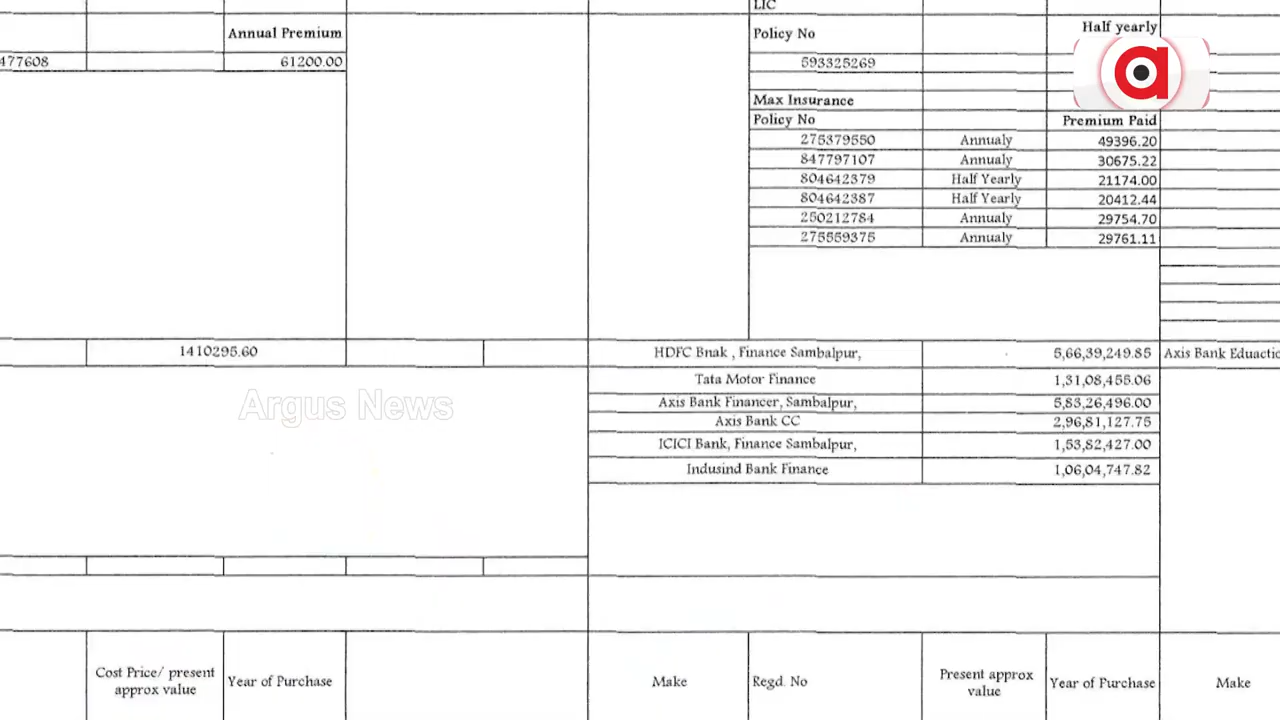 LIC
Annual Premium
Policy No
Half yearly
477608
61200.00
593325269
Max Insurance
Policy No
Premium Paid
275379550 Annualy 49396.20
847797107 Annualy 30675.22
804642379 Half Yearly 21174.00
804642387 Half Yearly 20412.44
250212784 Annualy 29754.70
275559375 Annualy 29761.11
1410295.60
HDFC Bnak , Finance Sambalpur, 5,66,39,249.85
Axis Bank Eduactio
Tata Motor Finance 1,31,08,455.06
Axis Bank Financer, Sambalpur, 5,83,26,496.00
Argus News
Axis Bank CC 2,96,81,127.75
ICICI Bank, Finance Sambalpur, 1,53,82,427.00
Indusind Bank Finance 1,06,04,747.82
Cost Price/ present
approx value
Year of Purchase
Make
Regd. No
Present approx
value
Year of Purchase
Make